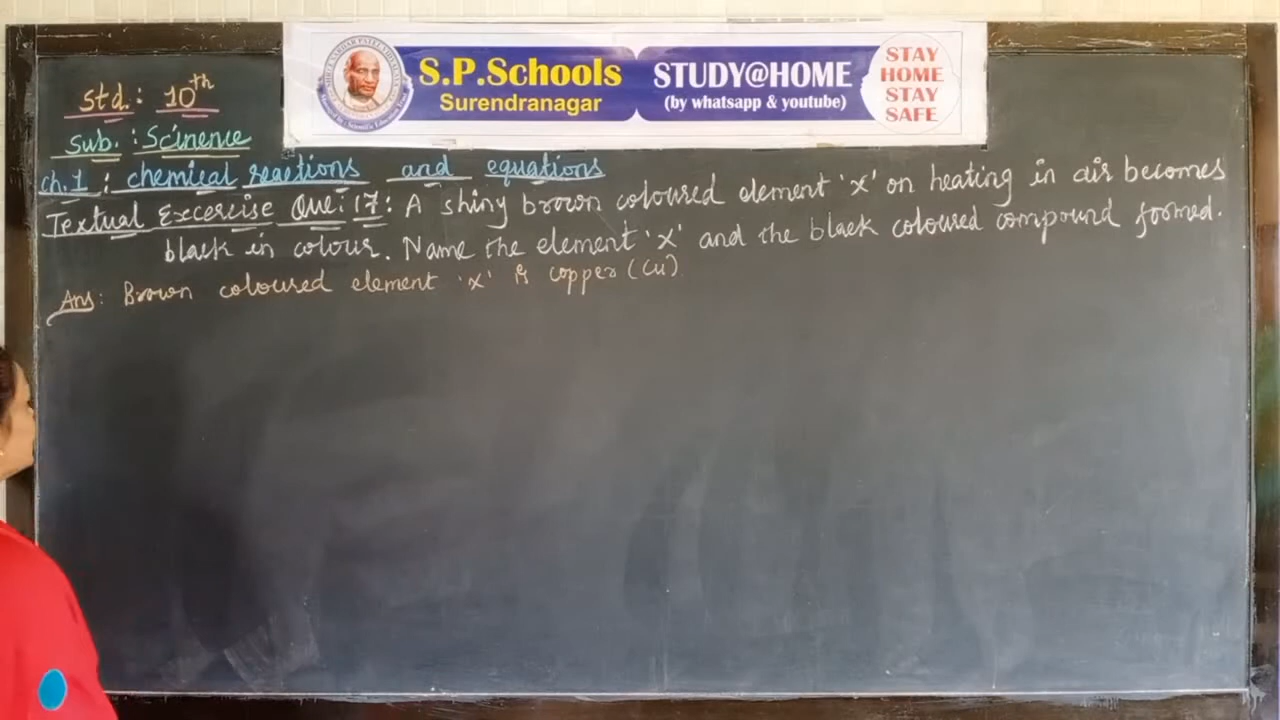 S.P.Schools
Surendranagar
STUDY@HOME
(by whatsapp & youtube)
STAY
HOME
STAY
SAFE
Std.: 10th
Sub. : Scinence
Ch.1 : chemical reactions and equations
Textual Excercise Que: 17: A shiny brown coloured element 'x' on heating in air becomes
black in colour. Name the element 'x' and the black coloured compound formed.
Ans: Brown coloured element 'x' is copper (Cu)